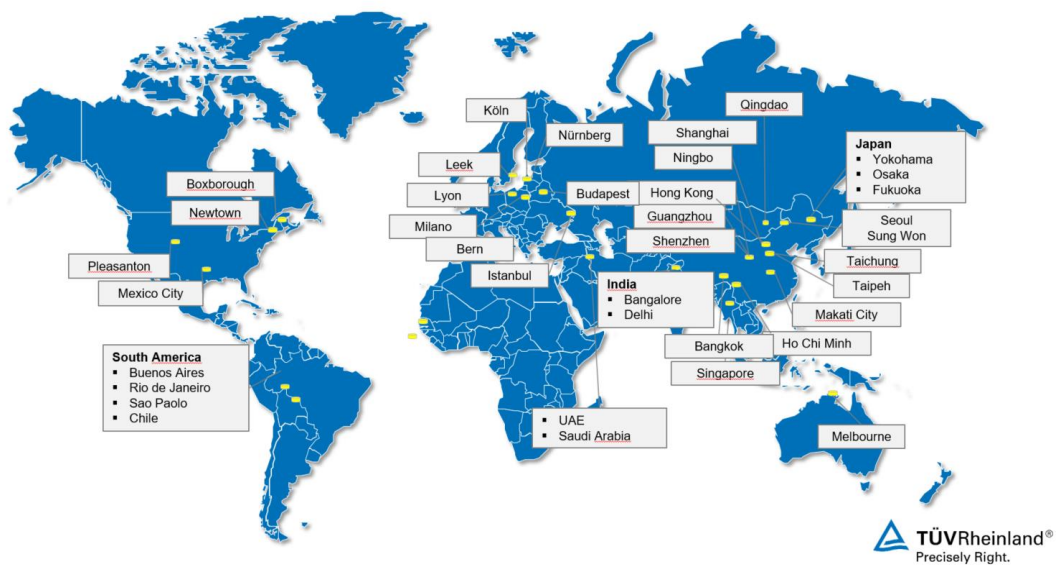 Köln
Nürnberg
Leek
Lyon
Budapest
Milano
Bern
Istanbul
Boxborough
Newtown
Pleasanton
Mexico City
South America
▪ Buenos Aires
▪ Rio de Janeiro
▪ Sao Paolo
▪ Chile
Qingdao
Shanghai
Ningbo
Hong Kong
Guangzhou
Shenzhen
Japan
▪ Yokohama
▪ Osaka
▪ Fukuoka
Seoul
Sung Won
Taichung
Taipeh
Makati City
India
▪ Bangalore
▪ Delhi
Bangkok
Ho Chi Minh
Singapore
▪ UAE
▪ Saudi Arabia
Melbourne
TÜVRheinland®
Precisely Right.